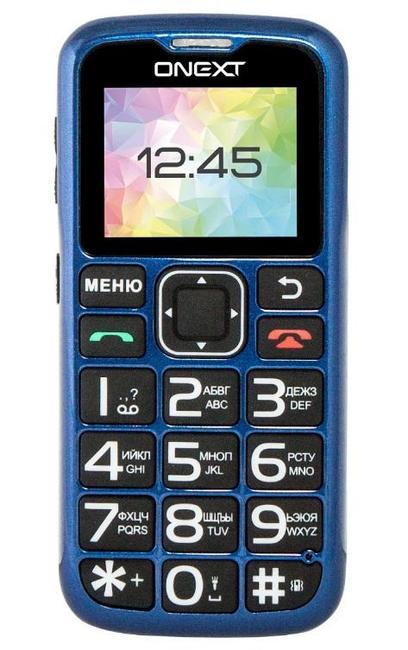 ONEXT
12:45
МЕНЮ
1 .,?
2 АБВГ ABC
3 ДЕЖЗ DEF
4 ИЙКЛ GHI
5 МНОП JKL
6 РСТУ MNO
7 ФХЦЧ PQRS
8 ШЩЪЫ TUV
9 ЬЭЮЯ WXYZ
* +
0
#